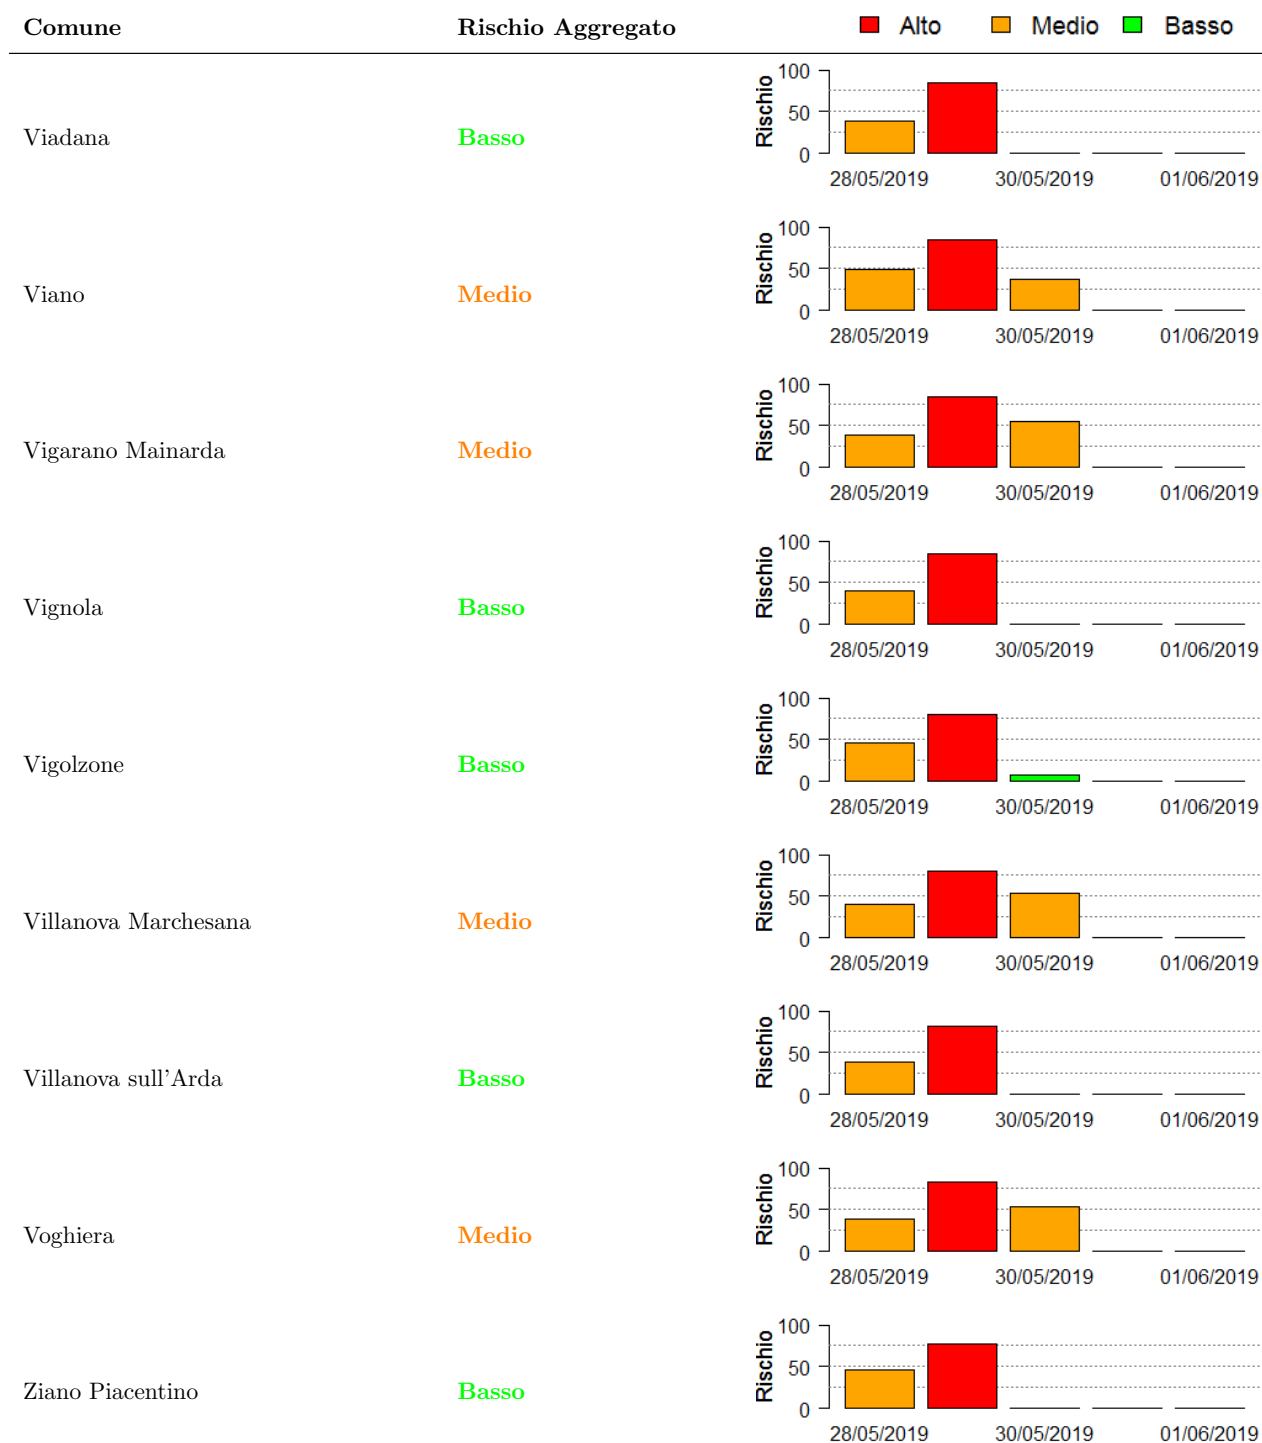 Comune Rischio Aggregato Alto Medio Basso
Viadana Basso
Rischio
100
50
0
28/05/2019 30/05/2019 01/06/2019
Viano Medio
Rischio
100
50
0
28/05/2019 30/05/2019 01/06/2019
Vigarano Mainarda Medio
Rischio
100
50
0
28/05/2019 30/05/2019 01/06/2019
Vignola Basso
Rischio
100
50
0
28/05/2019 30/05/2019 01/06/2019
Vigolzone Basso
Rischio
100
50
0
28/05/2019 30/05/2019 01/06/2019
Villanova Marchesana Medio
Rischio
100
50
0
28/05/2019 30/05/2019 01/06/2019
Villanova sull'Arda Basso
Rischio
100
50
0
28/05/2019 30/05/2019 01/06/2019
Voghiera Medio
Rischio
100
50
0
28/05/2019 30/05/2019 01/06/2019
Ziano Piacentino Basso
Rischio
100
50
0
28/05/2019 30/05/2019 01/06/2019